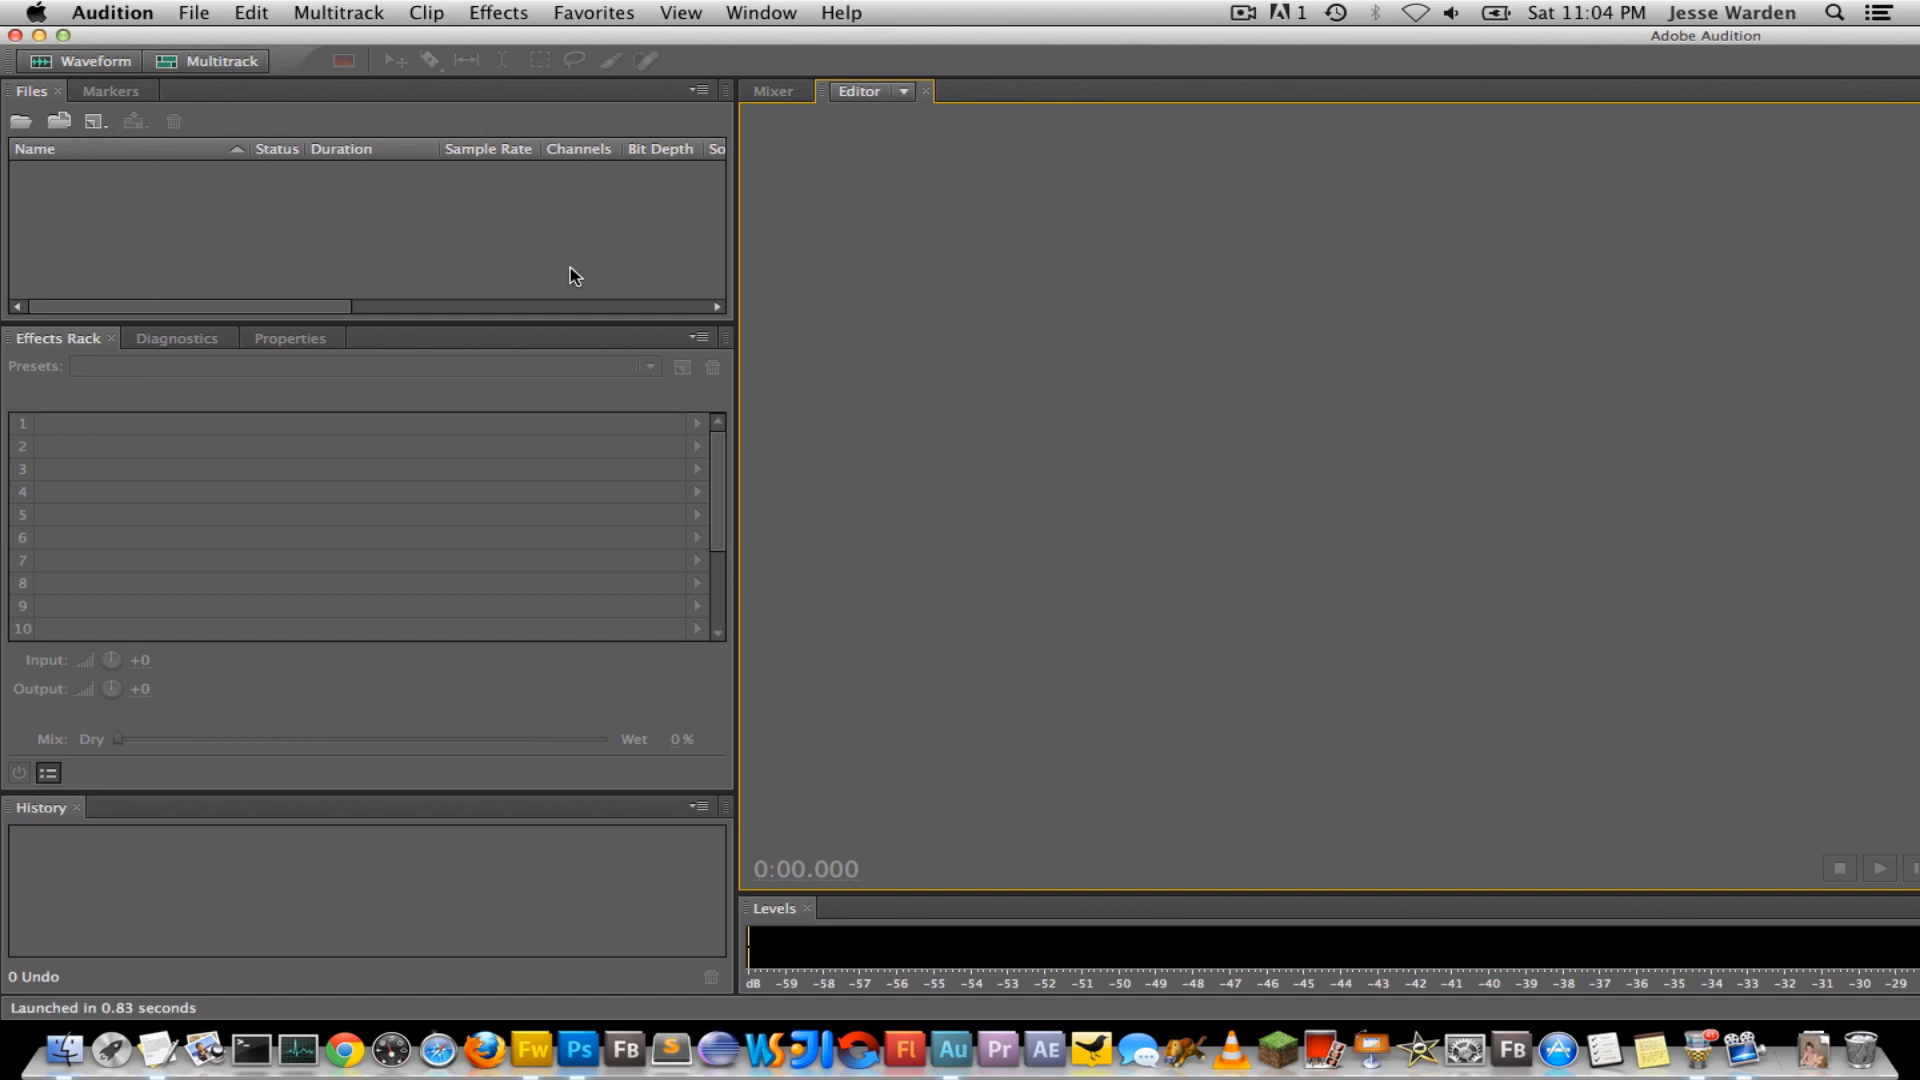 Audition File Edit Multitrack Clip Effects Favorites View Window Help 1 Sat 11:04 PM Jesse Warden
Adobe Audition
Waveform Multitrack
Files Markers Mixer Editor
Name Status Duration Sample Rate Channels Bit Depth So
Effects Rack Diagnostics Properties
Presets:
1
2
3
4
5
6
7
8
9
10
Input: +0
Output: +0
Mix: Dry Wet 0 %
History
0:00.000
Levels
0 Undo
dB -59 -58 -57 -56 -55 -54 -53 -52 -51 -50 -49 -48 -47 -46 -45 -44 -43 -42 -41 -40 -39 -38 -37 -36 -35 -34 -33 -32 -31 -30 -29
Launched in 0.83 seconds
Fw Ps FB S WS JI Fl Au Pr AE FB